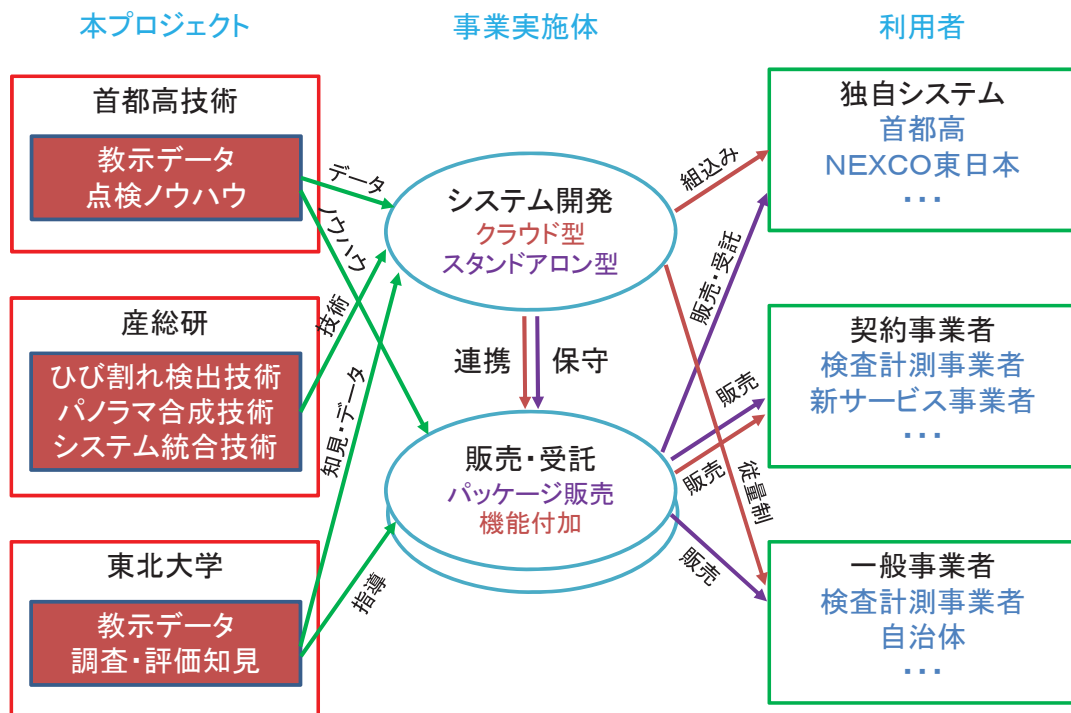 本プロジェクト
事業実施体
利用者
首都高技術
教示データ
点検ノウハウ
産総研
ひび割れ検出技術
パノラマ合成技術
システム統合技術
東北大学
教示データ
調査・評価知見
データ
ノウハウ
技術
知見・データ
指導
システム開発
クラウド型
スタンドアロン型
連携
保守
販売・受託
パッケージ販売
機能付加
組込み
販売・受託
販売
販売
従量制
販売
独自システム
首都高
NEXCO東日本
・・・
契約事業者
検査計測事業者
新サービス事業者
・・・
一般事業者
検査計測事業者
自治体
・・・